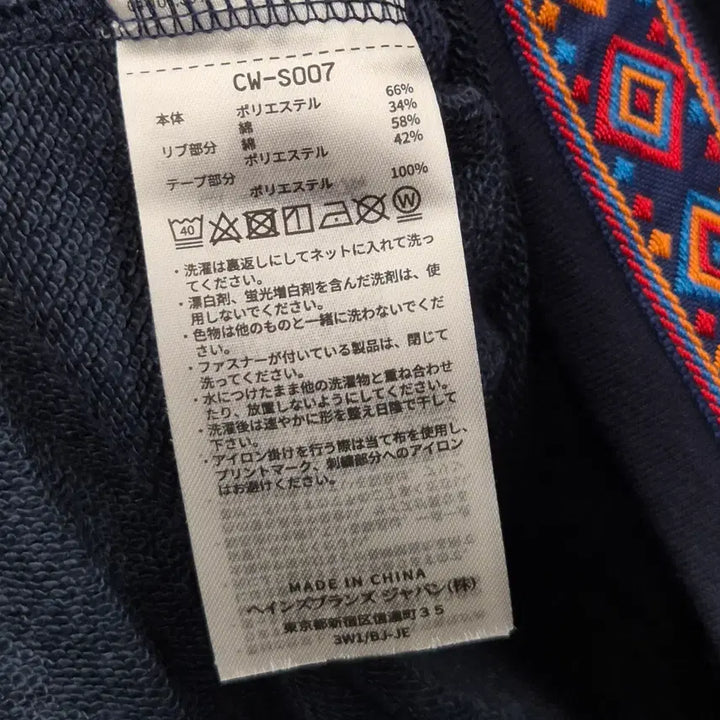 CW-S007
本体 ポリエステル 66%
綿 34%
リブ部分 綿 58%
ポリエステル 42%
テープ部分 ポリエステル 100%
40 W
・洗濯は裏返しにしてネットに入れて洗っ
てください。
・漂白剤、蛍光増白剤を含んだ洗剤は、使
用しないでください。
・色物は他のものと一緒に洗わないでくだ
さい。
・ファスナーが付いている製品は、閉じて
洗ってください。
・水につけたまま他の洗濯物と重ね合わせ
たり、放置しないようにしてください。
・洗濯後は速やかに形を整え日陰で干して
下さい。
・アイロン掛けを行う際は当て布を使用し、
プリントマーク、刺繍部分へのアイロン
はお避けください。
MADE IN CHINA
ヘインズブランズ ジャパン(株)
東京都新宿区信濃町35
3W1/BJ-JE